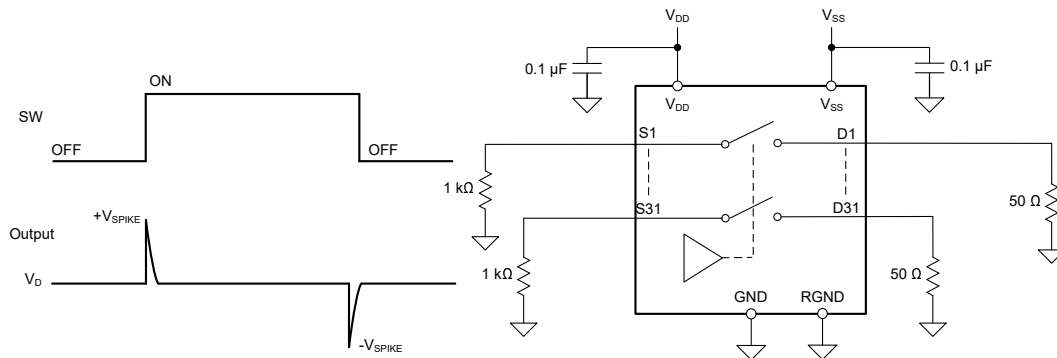 SW
OFF
ON
OFF
Output
+VSPIKE
VD
-VSPIKE
VDD
VSS
0.1 µF
0.1 µF
VDD
VSS
S1
D1
1 kΩ
50 Ω
S31
D31
1 kΩ
50 Ω
GND
RGND